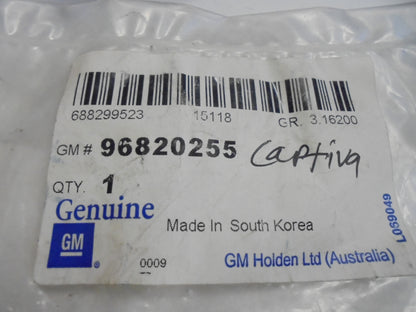 688299523 15118 GR. 3.16200
GM # 96820255 Captiva
QTY. 1
Genuine
Made In South Korea
GM ®
0009
GM Holden Ltd (Australia)
L059049